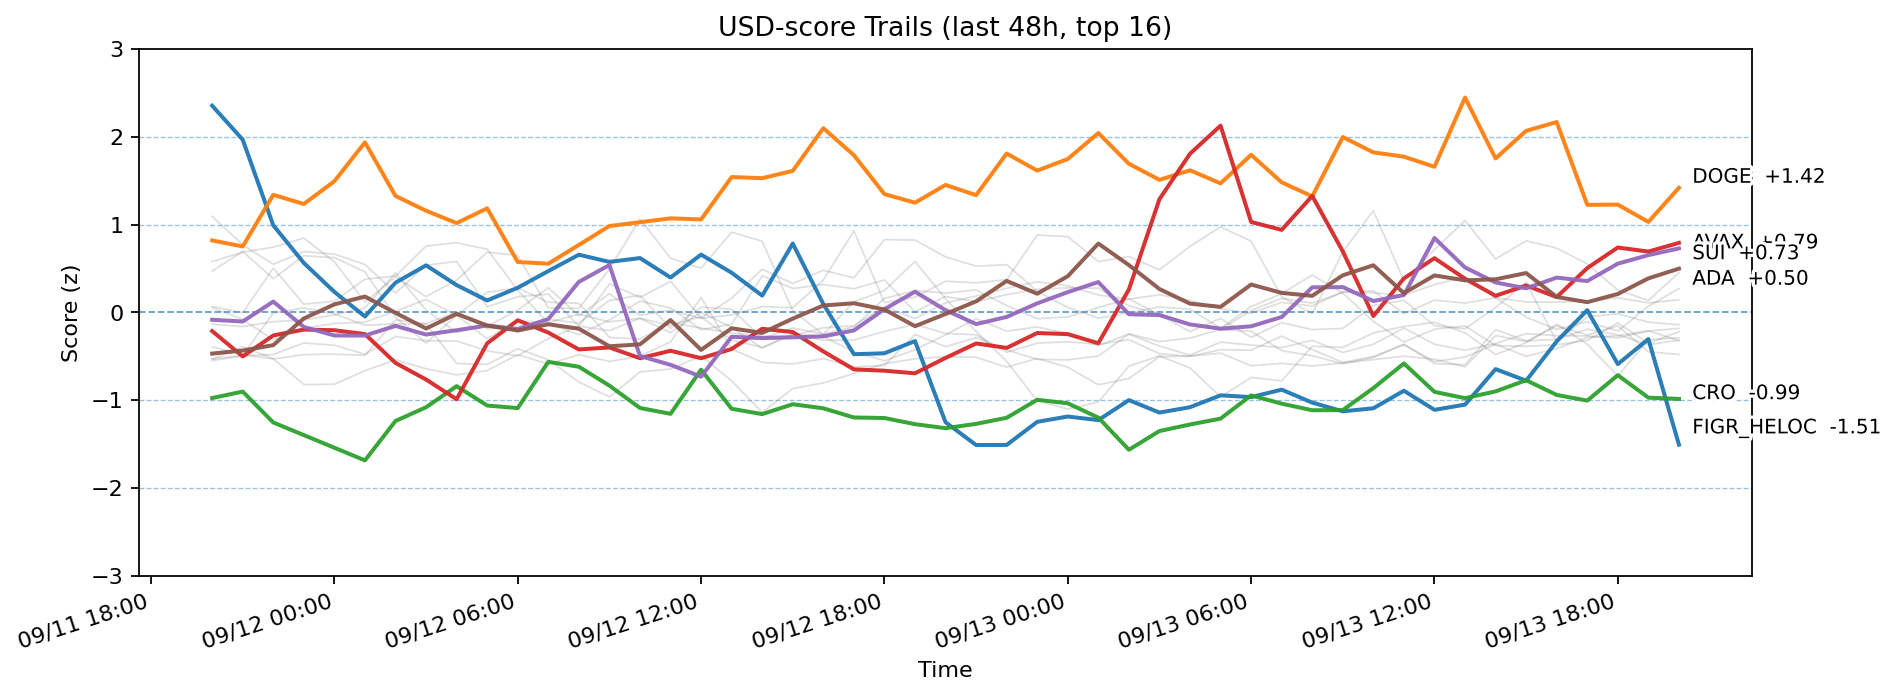 USD-score Trails (last 48h, top 16)
Score (z)
3
2
1
0
−1
−2
−3
DOGE +1.42
AVAX +0.79
SUI +0.73
ADA +0.50
CRO -0.99
FIGR_HELOC -1.51
09/11 18:00
09/12 00:00
09/12 06:00
09/12 12:00
09/12 18:00
09/13 00:00
09/13 06:00
09/13 12:00
09/13 18:00
Time